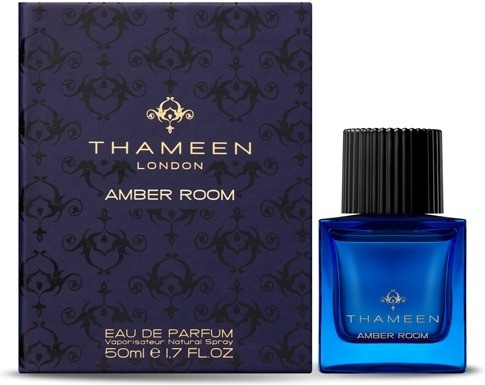 THAMEEN
LONDON
AMBER ROOM
EAU DE PARFUM
Vaporisateur Natural Spray
50ml e 1.7 FL.OZ
THAMEEN
AMBER ROOM